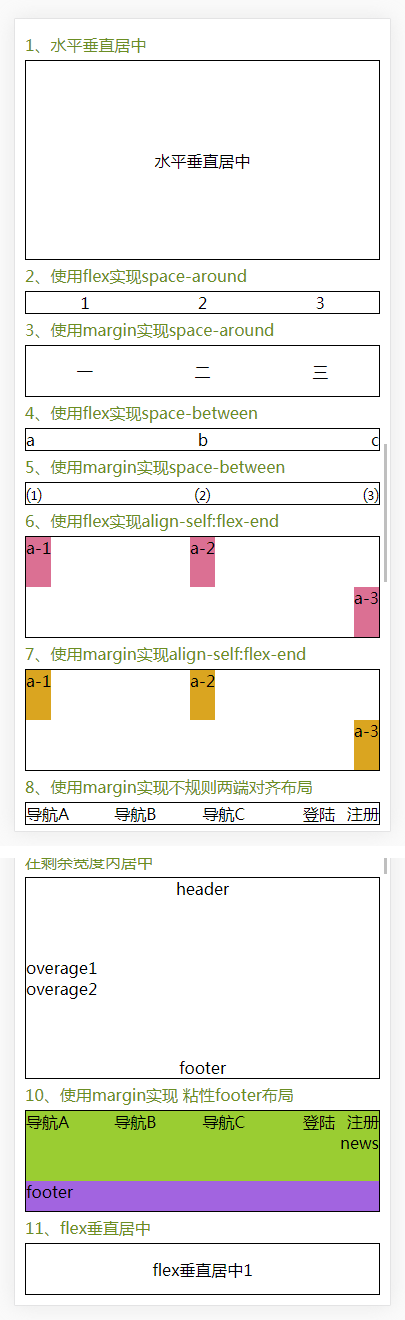 1、水平垂直居中
水平垂直居中
2、使用flex实现space-around
1 2 3
3、使用margin实现space-around
一 二 三
4、使用flex实现space-between
a b c
5、使用margin实现space-between
⑴ ⑵ ⑶
6、使用flex实现align-self:flex-end
a-1 a-2
a-3
7、使用margin实现align-self:flex-end
a-1 a-2
a-3
8、使用margin实现不规则两端对齐布局
导航A 导航B 导航C 登陆 注册
在剩余宽度内居中
header
overage1
overage2
footer
10、使用margin实现 粘性footer布局
导航A 导航B 导航C 登陆 注册
news
footer
11、flex垂直居中
flex垂直居中1